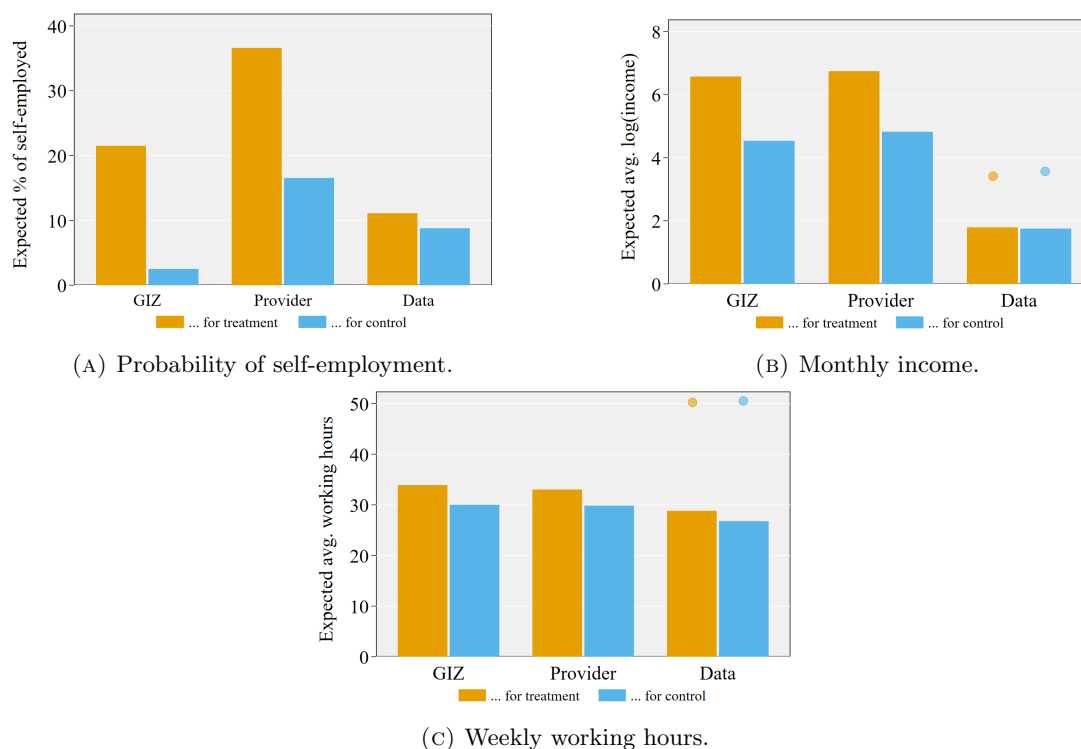 Expected % of self-employed
40
30
20
10
0
GIZ Provider Data
... for treatment ... for control
(A) Probability of self-employment.
Expected avg. log(income)
8
6
4
2
0
GIZ Provider Data
... for treatment ... for control
(B) Monthly income.
Expected avg. working hours
50
40
30
20
10
0
GIZ Provider Data
... for treatment ... for control
(C) Weekly working hours.